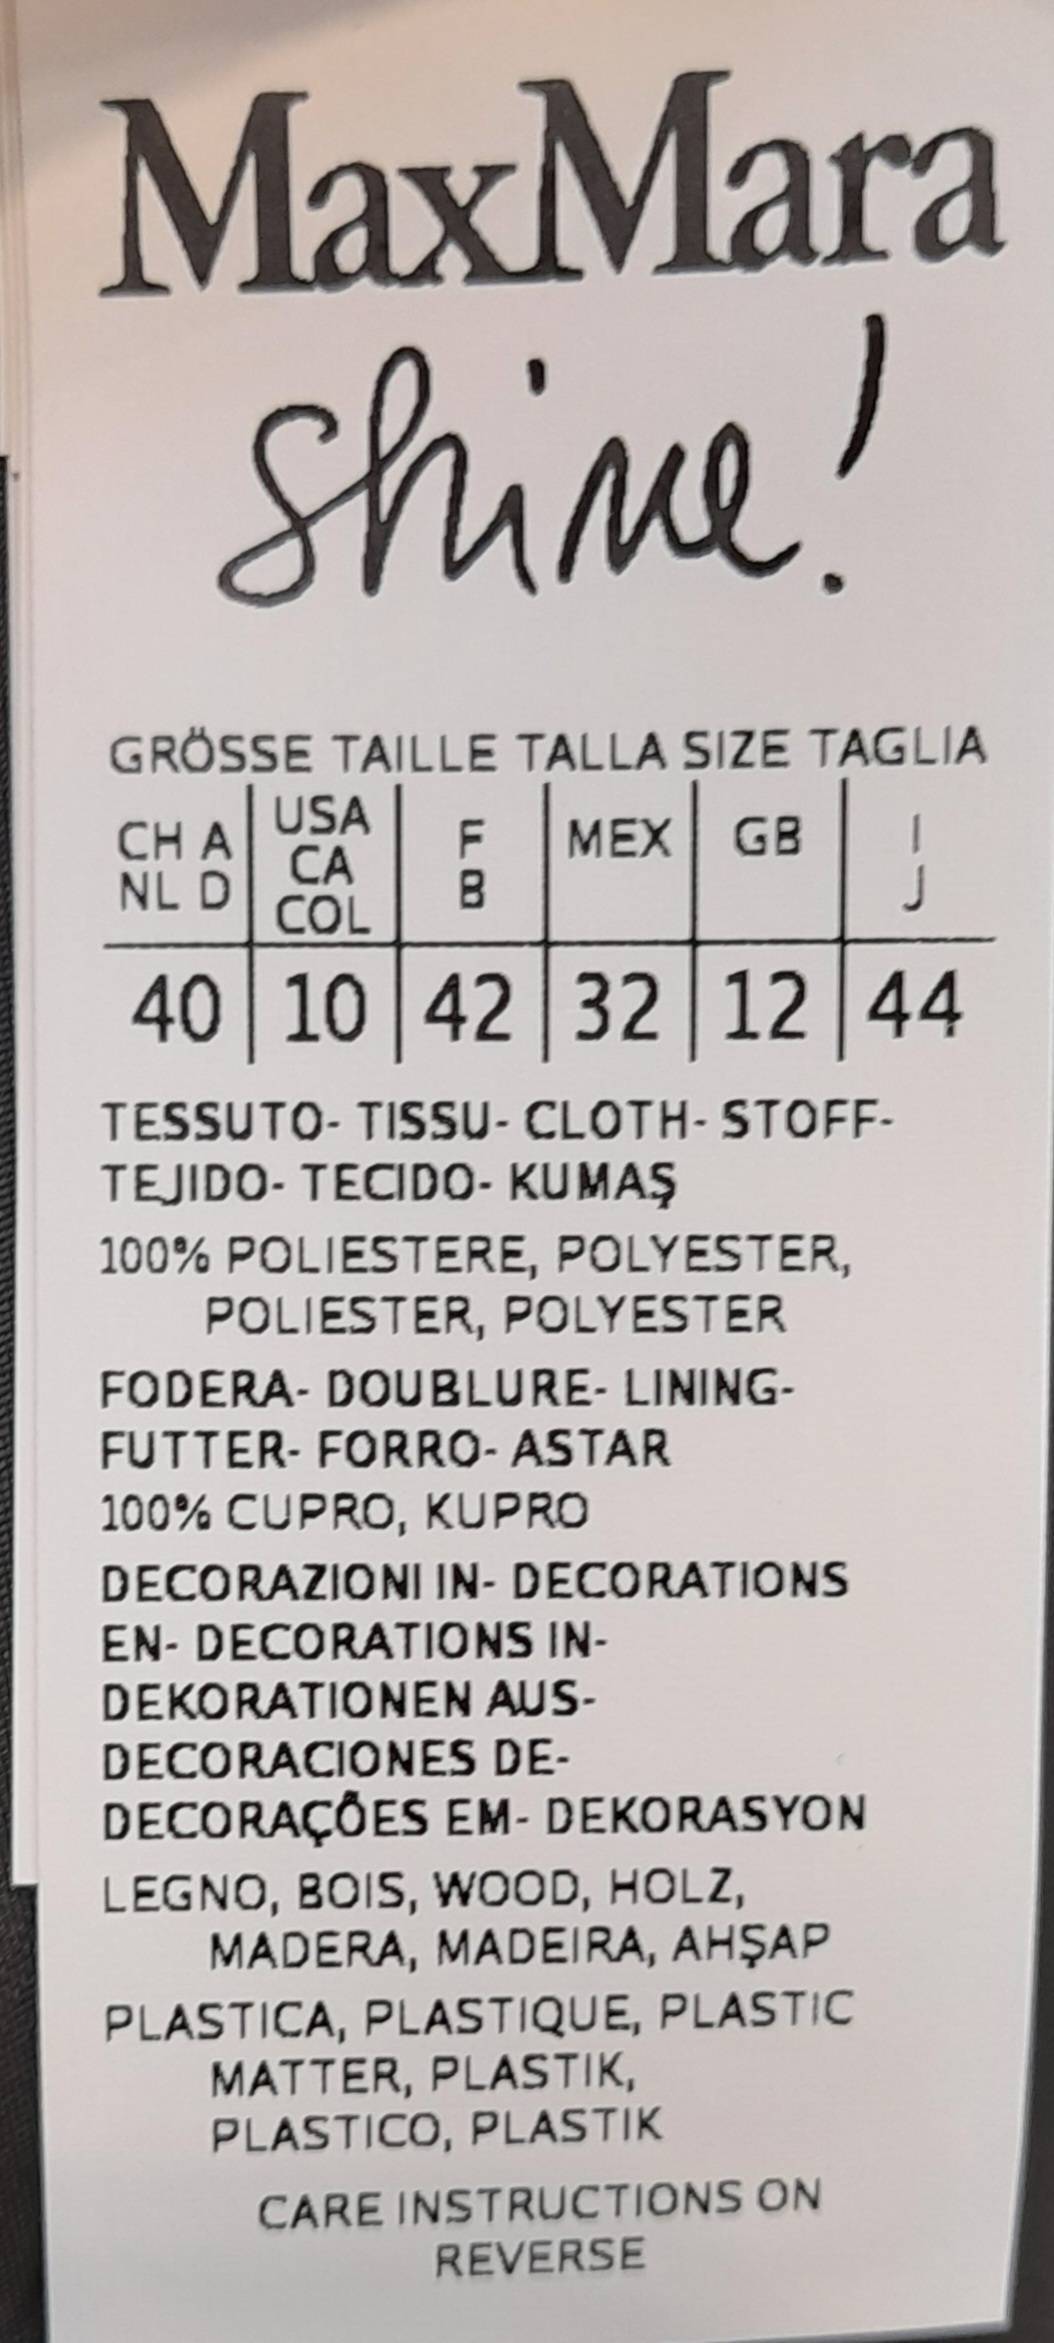 MaxMara
shine!
GRÖSSE TAILLE TALLA SIZE TAGLIA
CH A NL D | USA CA COL | F B | MEX | GB | I J
40 | 10 | 42 | 32 | 12 | 44
TESSUTO- TISSU- CLOTH- STOFF-
TEJIDO- TECIDO- KUMAŞ
100% POLIESTERE, POLYESTER,
POLIESTER, POLYESTER
FODERA- DOUBLURE- LINING-
FUTTER- FORRO- ASTAR
100% CUPRO, KUPRO
DECORAZIONI IN- DECORATIONS
EN- DECORATIONS IN-
DEKORATIONEN AUS-
DECORACIONES DE-
DECORAÇÕES EM- DEKORASYON
LEGNO, BOIS, WOOD, HOLZ,
MADERA, MADEIRA, AHŞAP
PLASTICA, PLASTIQUE, PLASTIC
MATTER, PLASTIK,
PLASTICO, PLASTIK
CARE INSTRUCTIONS ON
REVERSE